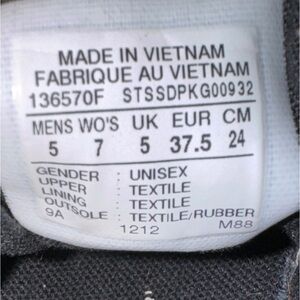 MADE IN VIETNAM
FABRIQUE AU VIETNAM
136570F STSSDPKG00932
MENS WO'S UK EUR CM
5 7 5 37.5 24
GENDER : UNISEX
UPPER : TEXTILE
LINING : TEXTILE
OUTSOLE : TEXTILE/RUBBER
9A 1212 M88